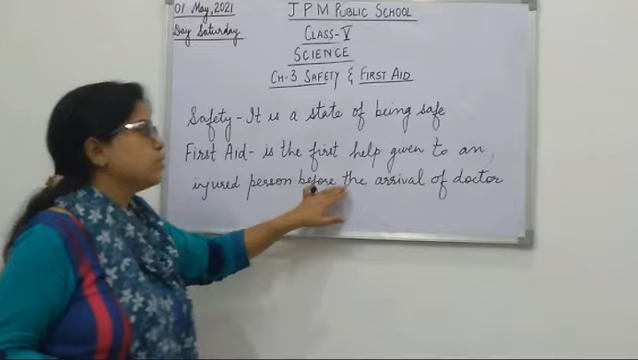 01 May, 2021
Day Saturday
J P M PUBLIC SCHOOL
CLASS-V
SCIENCE
CH-3 SAFETY & FIRST AID
Safety - It is a state of being safe
First Aid - is the first help given to an
injured person before the arrival of doctor